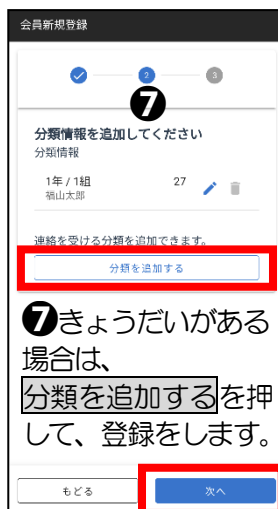 会員新規登録
2
3
❼
分類情報を追加してください
分類情報
1年 / 1組
27
福山太郎
連絡を受ける分類を追加できます。
分類を追加する
❼きょうだいがある
場合は、
分類を追加するを押
して、登録をします。
もどる
次へ